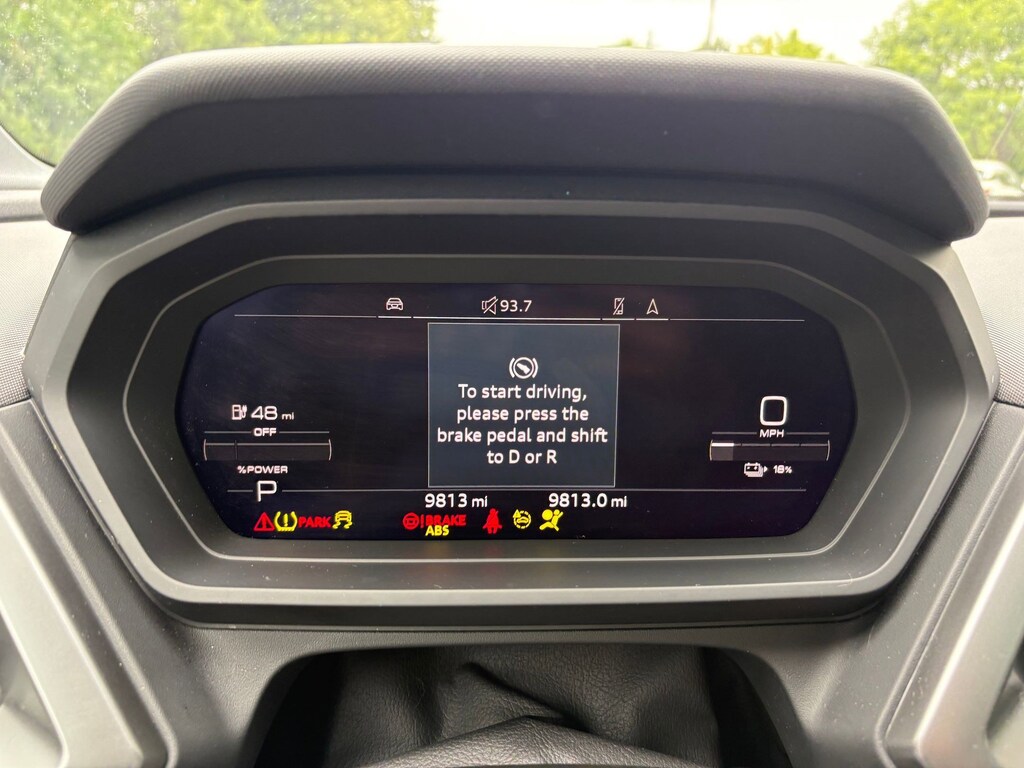 93.7
To start driving,
please press the
brake pedal and shift
to D or R
48 mi
OFF
%POWER
P
0
MPH
18%
9813 mi
9813.0 mi
PARK
BRAKE
ABS